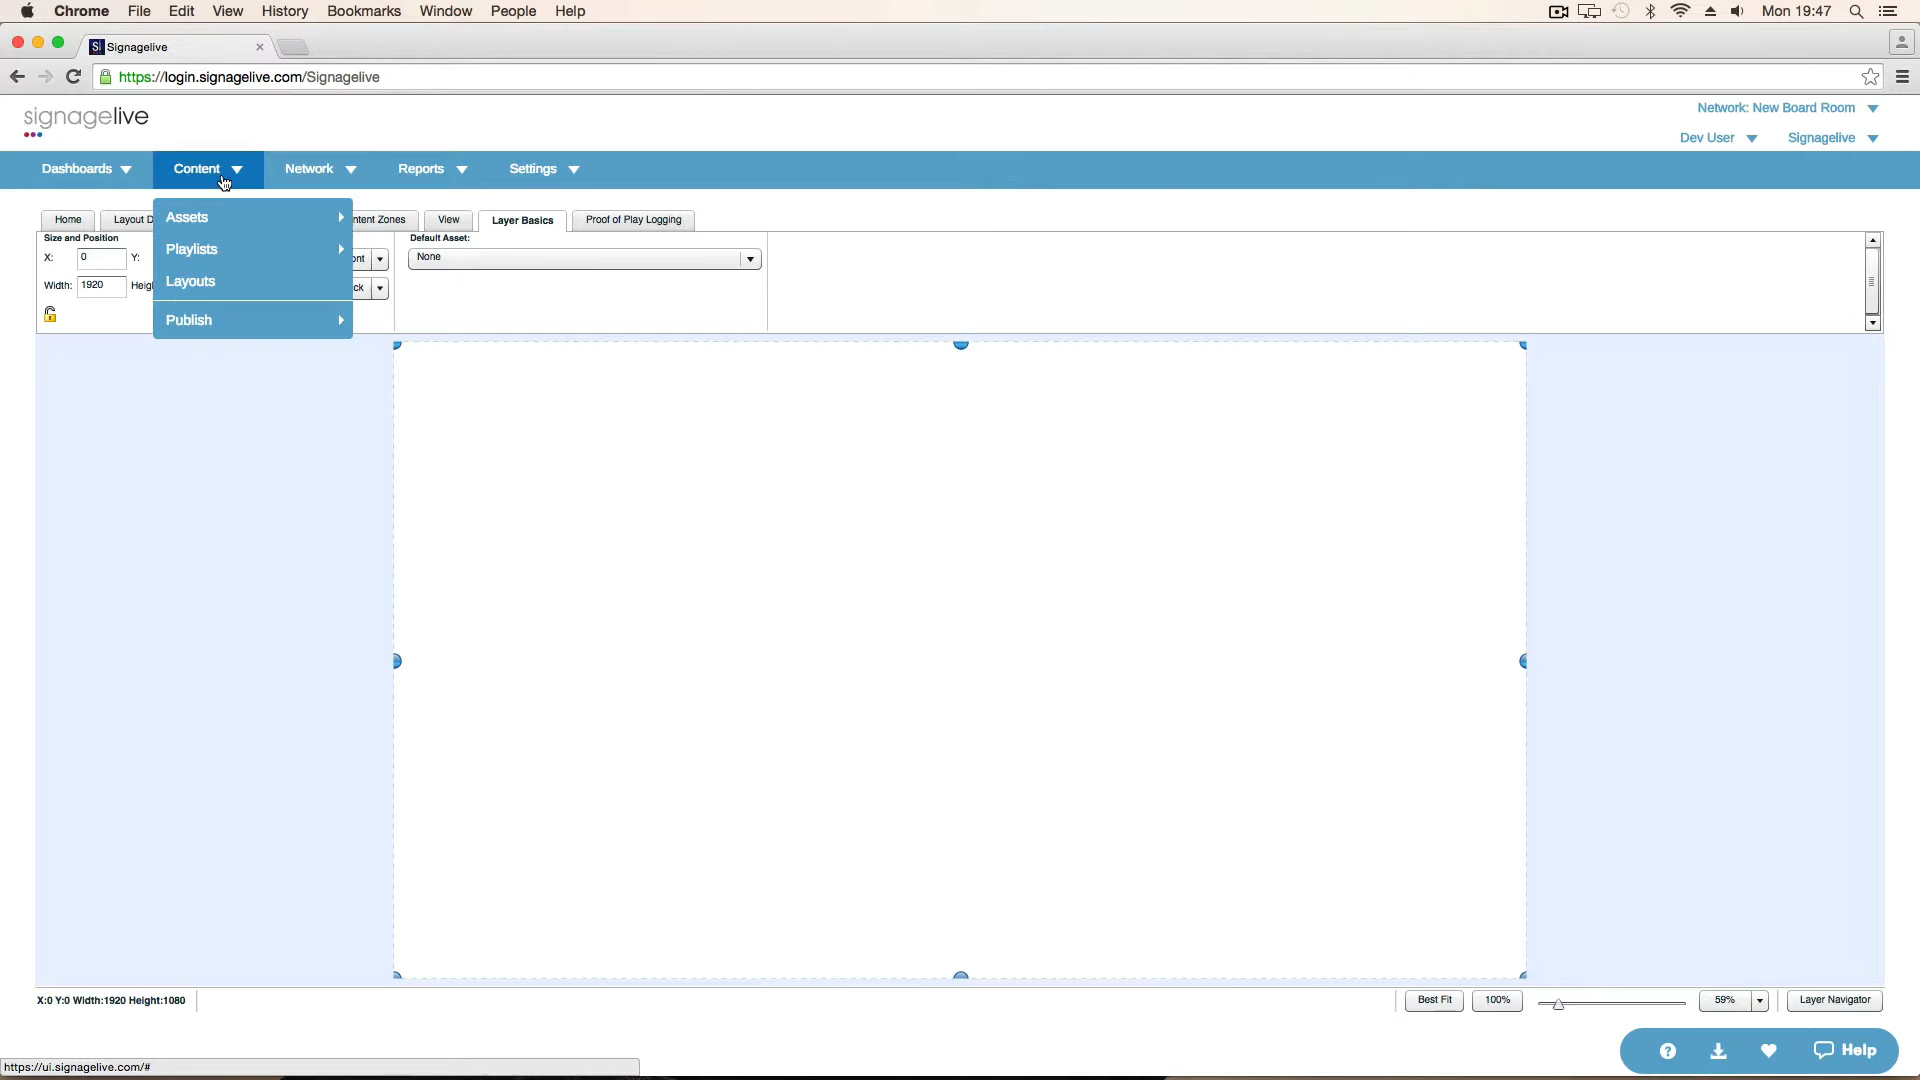 Chrome File Edit View History Bookmarks Window People Help Mon 19:47
Signagelive
https://login.signagelive.com/Signagelive
signagelive
Network: New Board Room
Dev User Signagelive
Dashboards Content Network Reports Settings
Home Layout D ntent Zones View Layer Basics Proof of Play Logging
Assets
Playlists
Layouts
Publish
Size and Position Default Asset:
X: 0 Y: ont None
Width: 1920 Heig ck
X:0 Y:0 Width:1920 Height:1080 Best Fit 100% 59% Layer Navigator
? Help
https://ui.signagelive.com/#